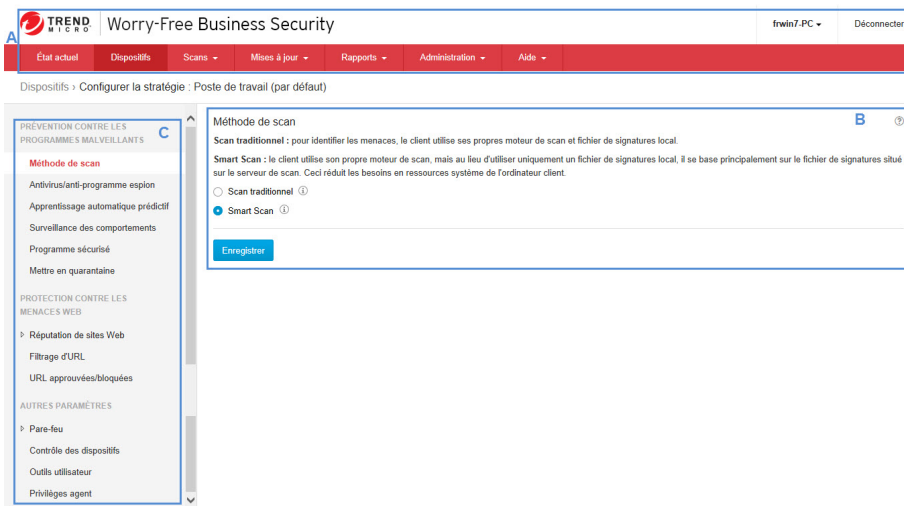 A
TREND MICRO
Worry-Free Business Security
frwin7-PC
Déconnecter
État actuel
Dispositifs
Scans
Mises à jour
Rapports
Administration
Aide
Dispositifs › Configurer la stratégie : Poste de travail (par défaut)
C
PRÉVENTION CONTRE LES
PROGRAMMES MALVEILLANTS
Méthode de scan
Antivirus/anti-programme espion
Apprentissage automatique prédictif
Surveillance des comportements
Programme sécurisé
Mettre en quarantaine
PROTECTION CONTRE LES
MENACES WEB
Réputation de sites Web
Filtrage d'URL
URL approuvées/bloquées
AUTRES PARAMÈTRES
Pare-feu
Contrôle des dispositifs
Outils utilisateur
Privilèges agent
B
Méthode de scan
Scan traditionnel : pour identifier les menaces, le client utilise ses propres moteur de scan et fichier de signatures local.
Smart Scan : le client utilise son propre moteur de scan, mais au lieu d'utiliser uniquement un fichier de signatures local, il se base principalement sur le fichier de signatures situé
sur le serveur de scan. Ceci réduit les besoins en ressources système de l'ordinateur client.
Scan traditionnel
Smart Scan
Enregistrer